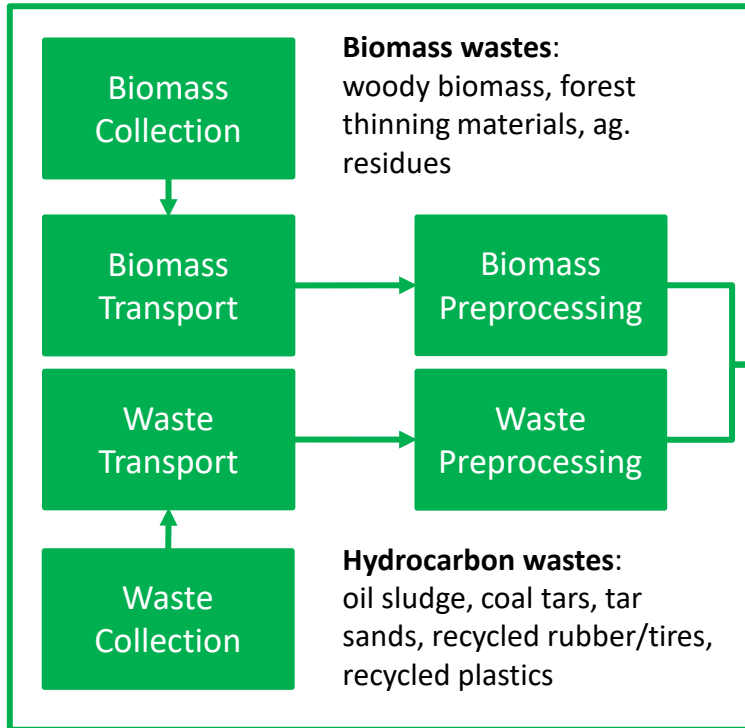 Biomass
Collection
Biomass wastes:
woody biomass, forest
thinning materials, ag.
residues
Biomass
Transport
Biomass
Preprocessing
Waste
Transport
Waste
Preprocessing
Waste
Collection
Hydrocarbon wastes:
oil sludge, coal tars, tar
sands, recycled rubber/tires,
recycled plastics